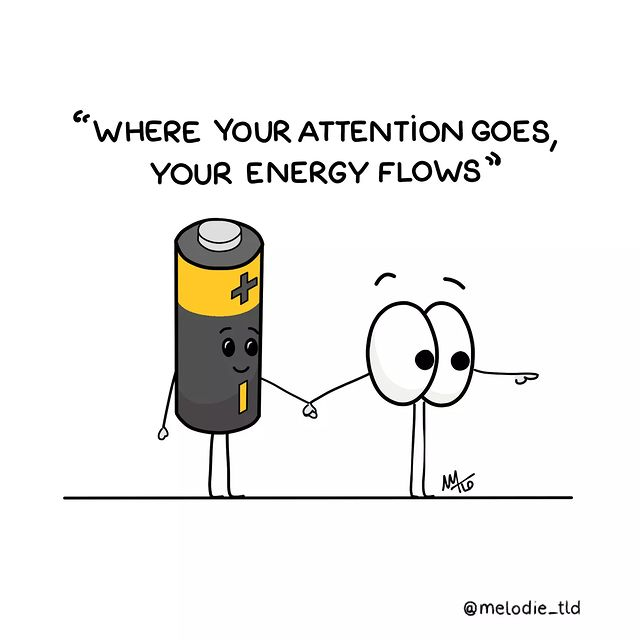 “WHERE YOUR ATTENTION GOES,
YOUR ENERGY FLOWS”
@melodie_tld